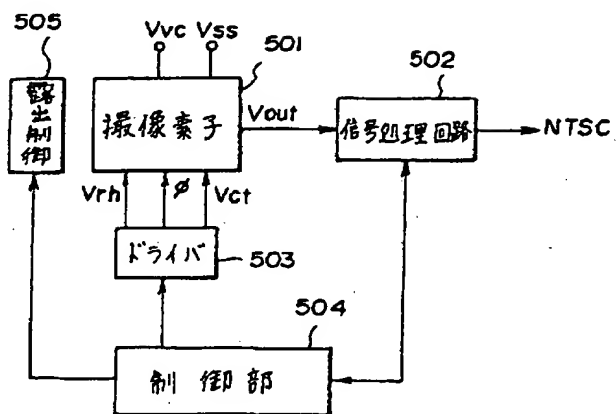 505
Vvc Vss
501
502
露出制御
撮像素子
Vout
信号処理回路
NTSC
Vrh φ Vct
ドライバ
503
504
制御部